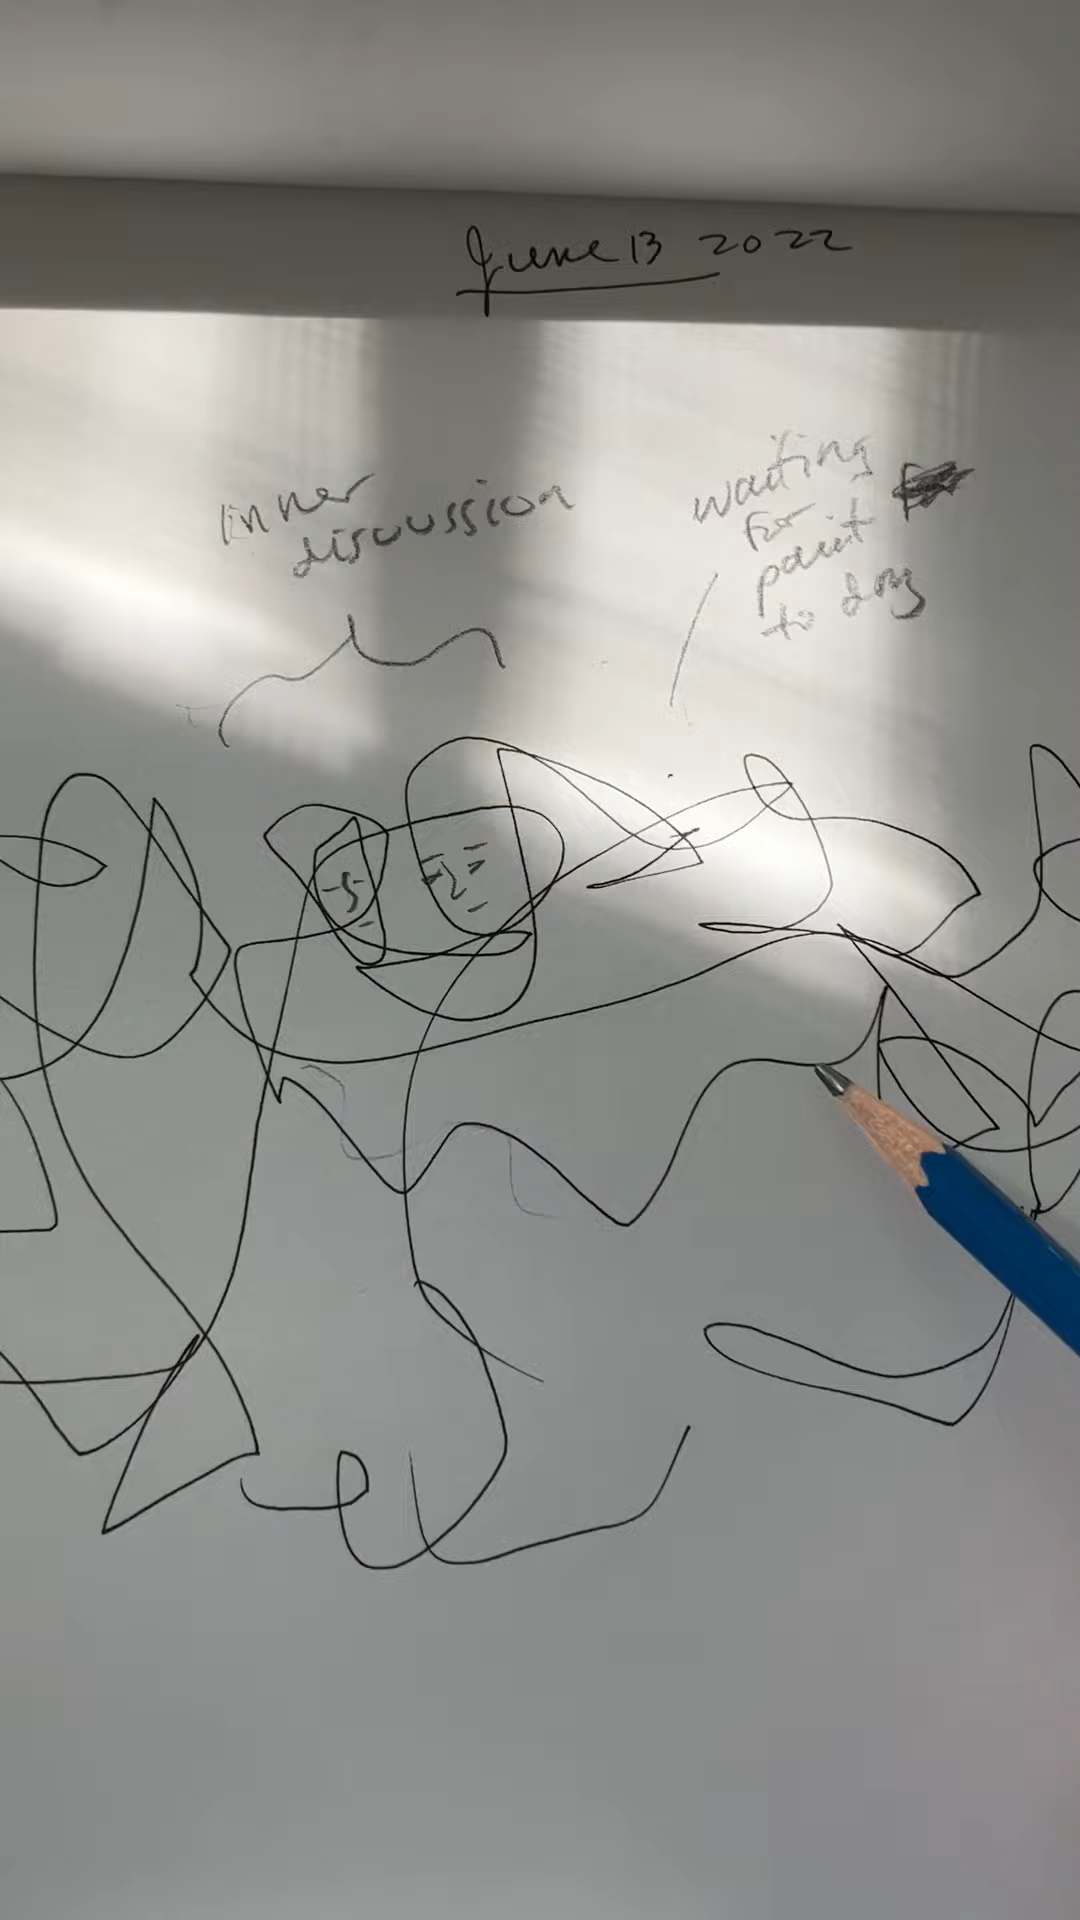 June 13 2022
inner
discussion
waiting
for
paint
to dry